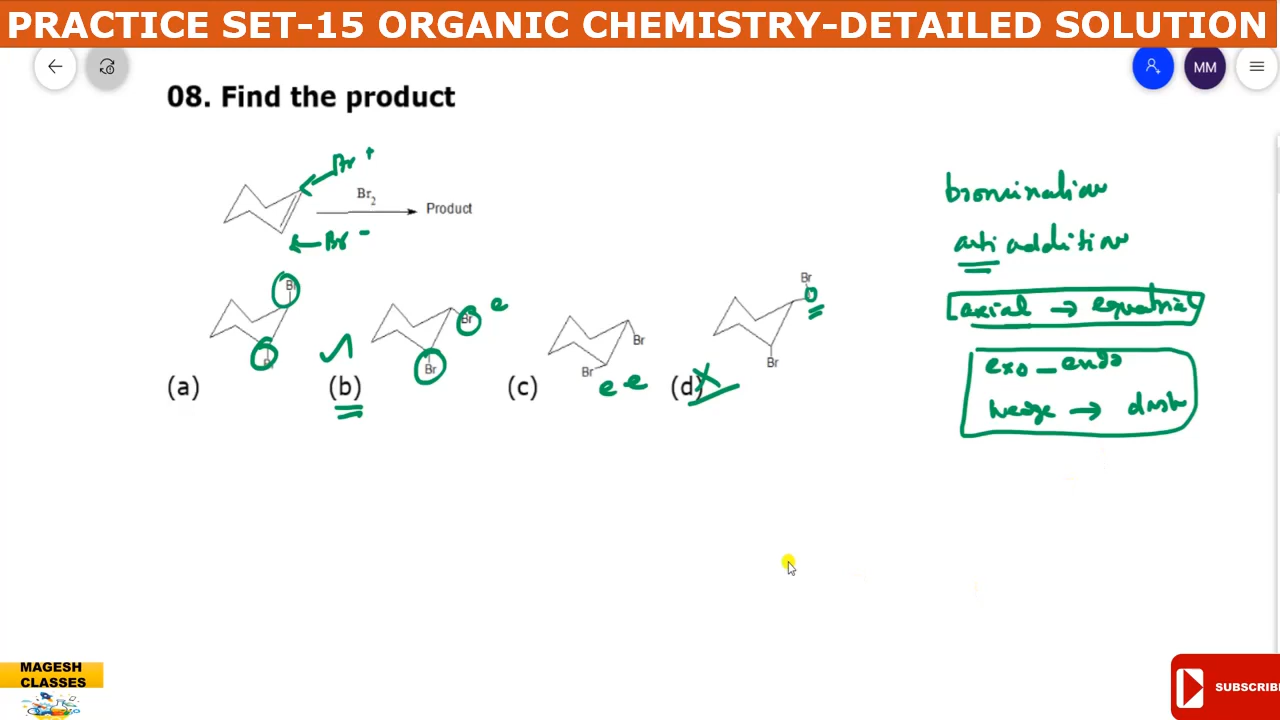 PRACTICE SET-15 ORGANIC CHEMISTRY-DETAILED SOLUTION
MM
08. Find the product
Br +
Br2
Product
Br -
bromination
anti addition
axial → equatrial
exo - endo
wedge → dash
Br
Br
(a)
e
Br
Br
(b)
Br
Br
e e
(c)
Br
Br
(d)
MAGESH
CLASSES
SUBSCRIBE